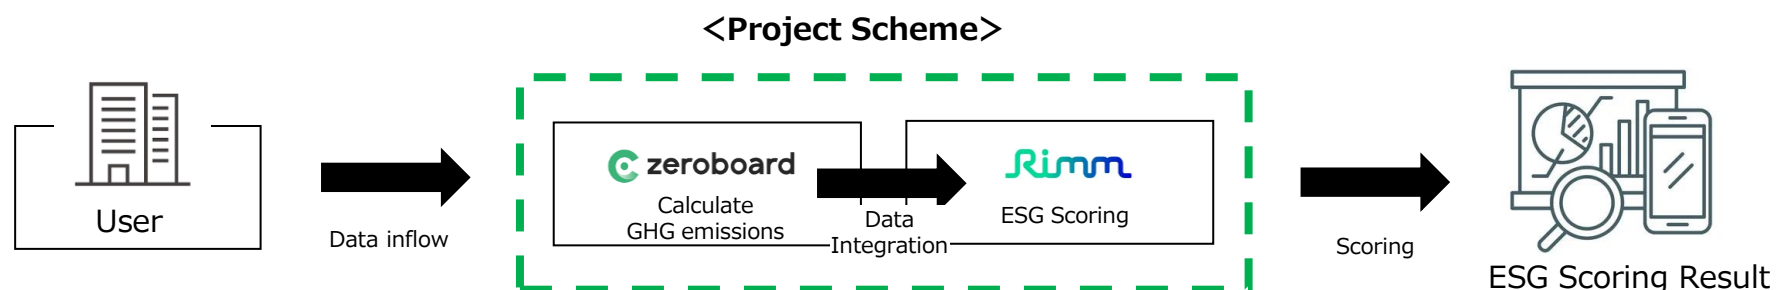 <Project Scheme>
User
Data inflow
zeroboard
Calculate
GHG emissions
Data
Integration
Rimm
ESG Scoring
Scoring
ESG Scoring Result